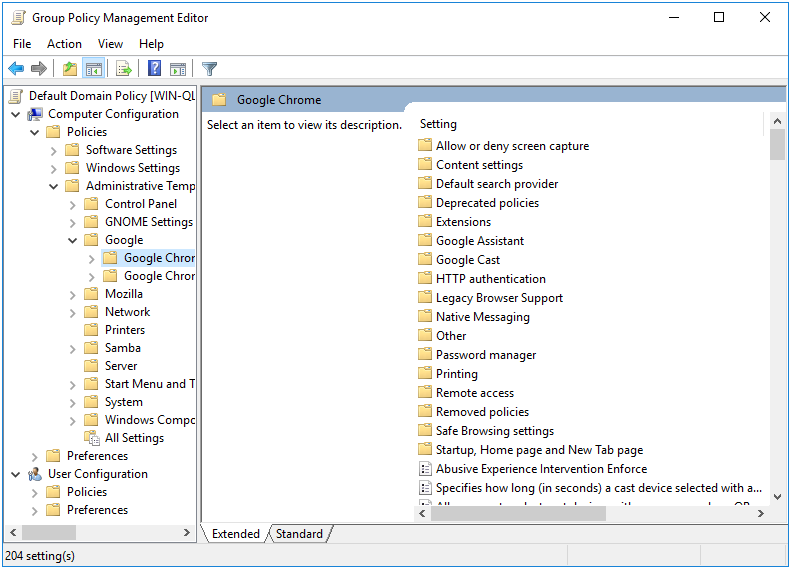 Group Policy Management Editor
File Action View Help
Default Domain Policy [WIN-QL
Computer Configuration
Policies
Software Settings
Windows Settings
Administrative Temp
Control Panel
GNOME Settings
Google
Google Chror
Google Chror
Mozilla
Network
Printers
Samba
Server
Start Menu and T
System
Windows Compo
All Settings
Preferences
User Configuration
Policies
Preferences
Google Chrome
Select an item to view its description.
Setting
Allow or deny screen capture
Content settings
Default search provider
Deprecated policies
Extensions
Google Assistant
Google Cast
HTTP authentication
Legacy Browser Support
Native Messaging
Other
Password manager
Printing
Remote access
Removed policies
Safe Browsing settings
Startup, Home page and New Tab page
Abusive Experience Intervention Enforce
Specifies how long (in seconds) a cast device selected with a...
Extended Standard
204 setting(s)